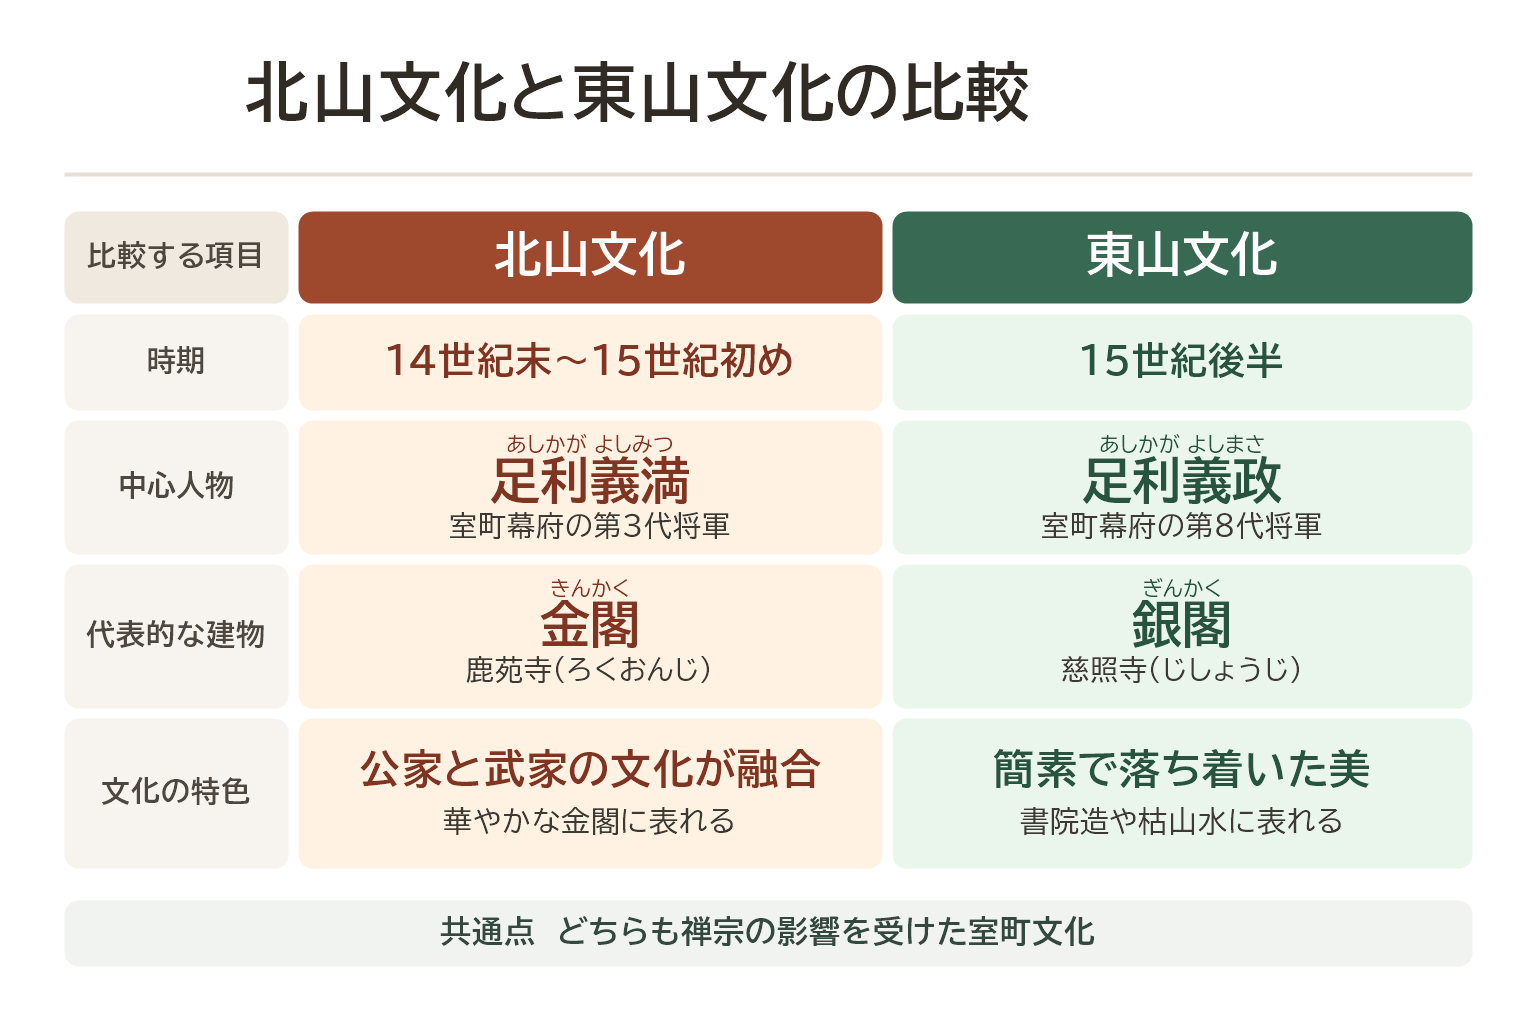 北山文化と東山文化の比較
比較する項目
北山文化
東山文化
時期
14世紀末～15世紀初め
15世紀後半
中心人物
あしかが よしみつ
足利義満
室町幕府の第3代将軍
あしかが よしまさ
足利義政
室町幕府の第8代将軍
代表的な建物
きんかく
金閣
鹿苑寺(ろくおんじ)
ぎんかく
銀閣
慈照寺(じしょうじ)
文化の特色
公家と武家の文化が融合
華やかな金閣に表れる
簡素で落ち着いた美
書院造や枯山水に表れる
共通点 どちらも禅宗の影響を受けた室町文化